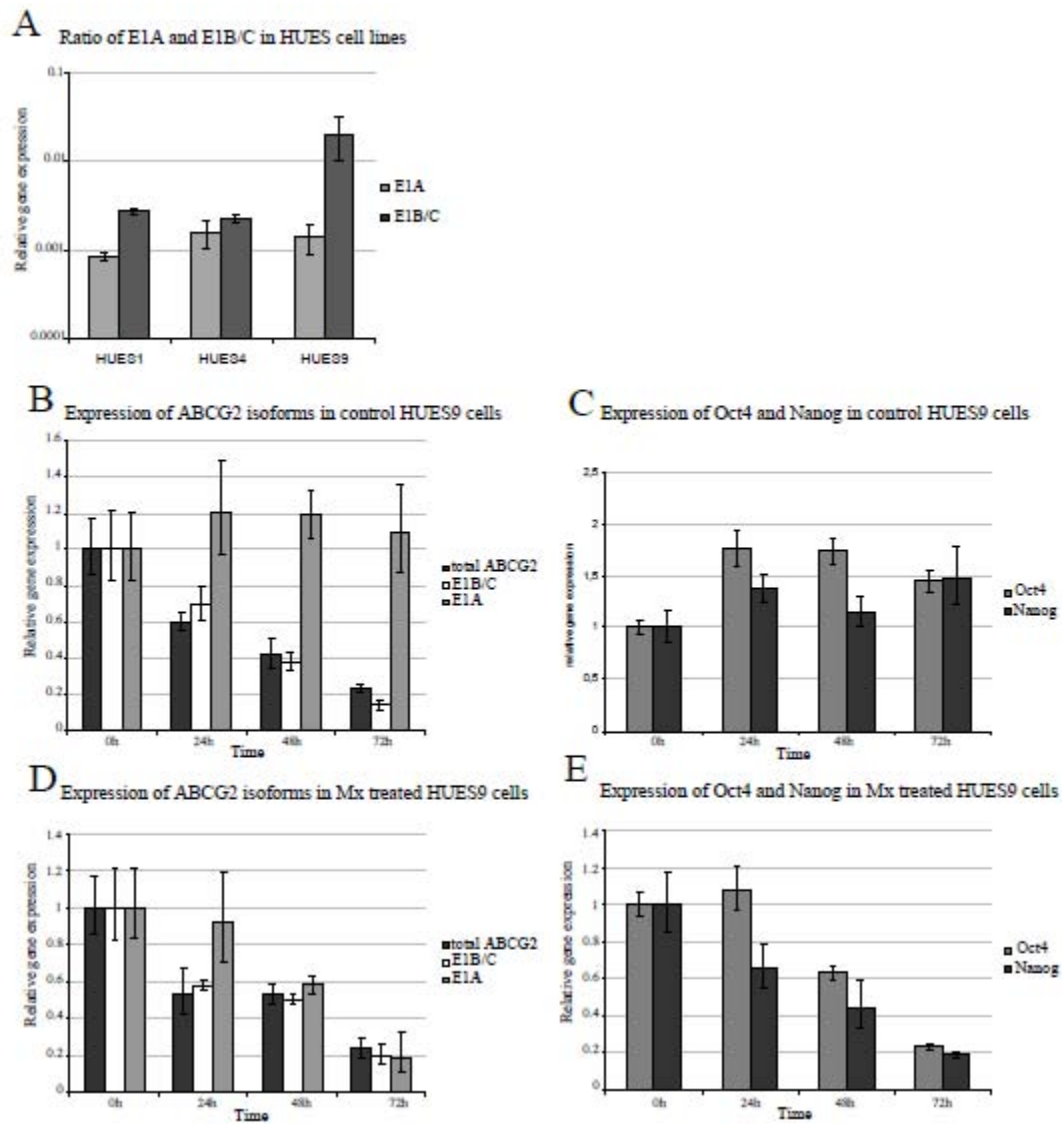 A Ratio of E1A and E1B/C in HUES cell lines
Relative gene expression
0.1
0.01
0.001
0.0001
HUES1 HUES4 HUES9
E1A
E1B/C
B Expression of ABCG2 isoforms in control HUES9 cells
Relative gene expression
1.6
1.4
1.2
1
0.8
0.6
0.4
0.2
0
0h 24h 48h 72h
Time
total ABCG2
E1B/C
E1A
C Expression of Oct4 and Nanog in control HUES9 cells
relative gene expression
2,5
2
1,5
1
0,5
0
0h 24h 48h 72h
Time
Oct4
Nanog
D Expression of ABCG2 isoforms in Mx treated HUES9 cells
Relative gene expression
1.4
1.2
1
0.8
0.6
0.4
0.2
0
0h 24h 48h 72h
Time
total ABCG2
E1B/C
E1A
E Expression of Oct4 and Nanog in Mx treated HUES9 cells
Relative gene expression
1.4
1.2
1
0.8
0.6
0.4
0.2
0
0h 24h 48h 72h
Time
Oct4
Nanog